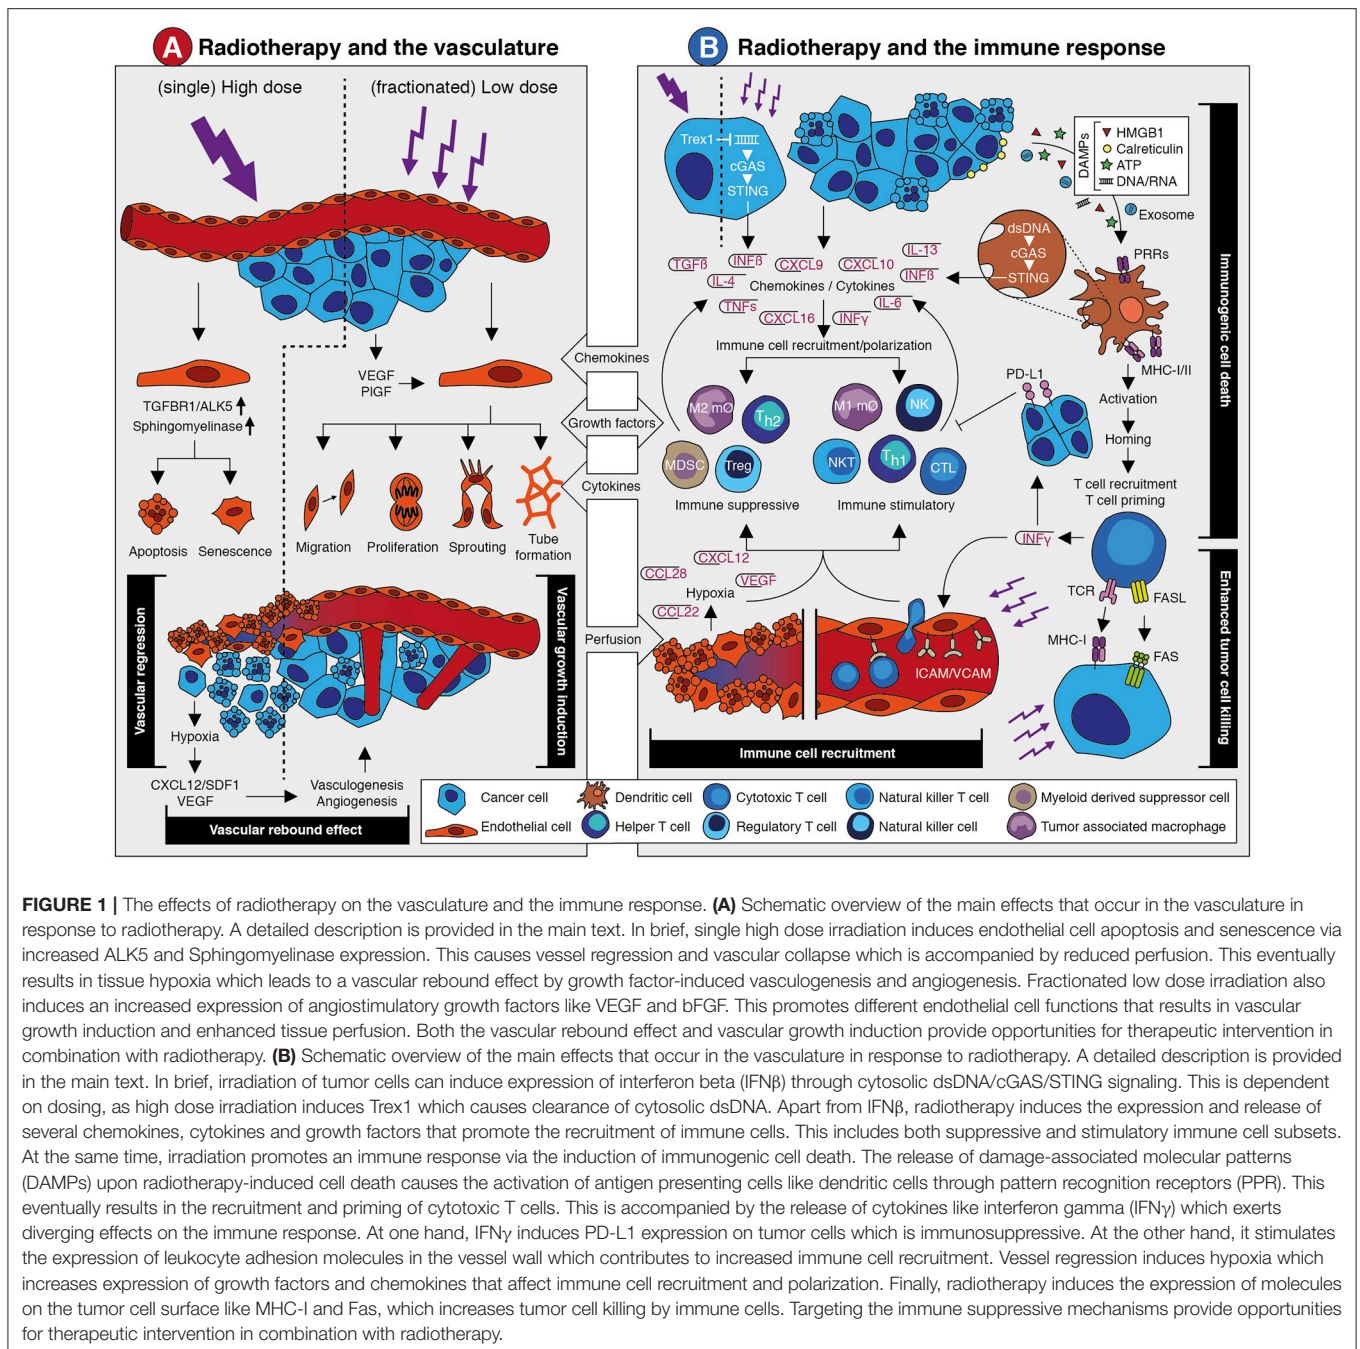 A Radiotherapy and the vasculature
(single) High dose
(fractionated) Low dose
VEGF
PlGF
TGFBR1/ALK5
Sphingomyelinase
Apoptosis
Senescence
Migration
Proliferation
Sprouting
Tube
formation
Vascular regression
Vascular growth induction
Hypoxia
CXCL12/SDF1
VEGF
Vasculogenesis
Angiogenesis
Vascular rebound effect
Chemokines
Growth factors
Cytokines
Perfusion
B Radiotherapy and the immune response
Trex1
cGAS
STING
DAMPs
HMGB1
Calreticulin
ATP
DNA/RNA
Exosome
PRRs
dsDNA
cGAS
STING
MHC-I/II
Activation
Homing
T cell recruitment
T cell priming
TGFß
INFß
CXCL9
CXCL10
IL-13
INFß
IL-4
Chemokines / Cytokines
TNFs
CXCL16
INFγ
IL-6
Immune cell recruitment/polarization
M2 mØ
Th2
MDSC
Treg
Immune suppressive
M1 mØ
NK
NKT
Th1
CTL
Immune stimulatory
PD-L1
INFγ
TCR
FASL
MHC-I
FAS
CXCL12
CCL28
VEGF
Hypoxia
CCL22
ICAM/VCAM
Immune cell recruitment
Immunogenic cell death
Enhanced tumor cell killing
Cancer cell
Dendritic cell
Cytotoxic T cell
Natural killer T cell
Myeloid derived suppressor cell
Endothelial cell
Helper T cell
Regulatory T cell
Natural killer cell
Tumor associated macrophage
FIGURE 1 | The effects of radiotherapy on the vasculature and the immune response. (A) Schematic overview of the main effects that occur in the vasculature in
response to radiotherapy. A detailed description is provided in the main text. In brief, single high dose irradiation induces endothelial cell apoptosis and senescence via
increased ALK5 and Sphingomyelinase expression. This causes vessel regression and vascular collapse which is accompanied by reduced perfusion. This eventually
results in tissue hypoxia which leads to a vascular rebound effect by growth factor-induced vasculogenesis and angiogenesis. Fractionated low dose irradiation also
induces an increased expression of angiostimulatory growth factors like VEGF and bFGF. This promotes different endothelial cell functions that results in vascular
growth induction and enhanced tissue perfusion. Both the vascular rebound effect and vascular growth induction provide opportunities for therapeutic intervention in
combination with radiotherapy. (B) Schematic overview of the main effects that occur in the vasculature in response to radiotherapy. A detailed description is provided
in the main text. In brief, irradiation of tumor cells can induce expression of interferon beta (IFNβ) through cytosolic dsDNA/cGAS/STING signaling. This is dependent
on dosing, as high dose irradiation induces Trex1 which causes clearance of cytosolic dsDNA. Apart from IFNβ, radiotherapy induces the expression and release of
several chemokines, cytokines and growth factors that promote the recruitment of immune cells. This includes both suppressive and stimulatory immune cell subsets.
At the same time, irradiation promotes an immune response via the induction of immunogenic cell death. The release of damage-associated molecular patterns
(DAMPs) upon radiotherapy-induced cell death causes the activation of antigen presenting cells like dendritic cells through pattern recognition receptors (PPR). This
eventually results in the recruitment and priming of cytotoxic T cells. This is accompanied by the release of cytokines like interferon gamma (IFNγ) which exerts
diverging effects on the immune response. At one hand, IFNγ induces PD-L1 expression on tumor cells which is immunosuppressive. At the other hand, it stimulates
the expression of leukocyte adhesion molecules in the vessel wall which contributes to increased immune cell recruitment. Vessel regression induces hypoxia which
increases expression of growth factors and chemokines that affect immune cell recruitment and polarization. Finally, radiotherapy induces the expression of molecules
on the tumor cell surface like MHC-I and Fas, which increases tumor cell killing by immune cells. Targeting the immune suppressive mechanisms provide opportunities
for therapeutic intervention in combination with radiotherapy.